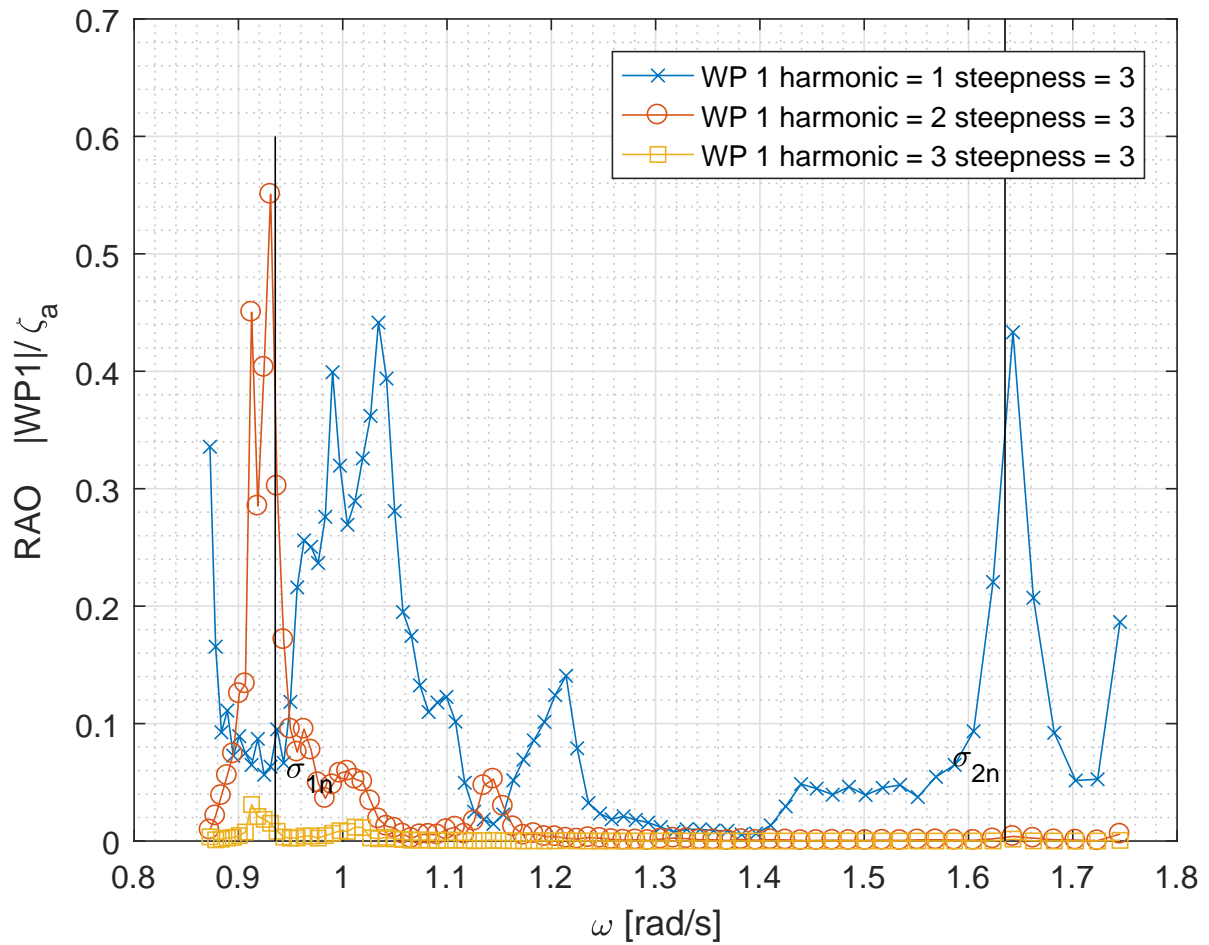 0.7
0.6
0.5
0.4
0.3
0.2
0.1
0
RAO |WP1|/ ζ_a
WP 1 harmonic = 1 steepness = 3
WP 1 harmonic = 2 steepness = 3
WP 1 harmonic = 3 steepness = 3
σ_1n
σ_2n
0.8 0.9 1 1.1 1.2 1.3 1.4 1.5 1.6 1.7 1.8
ω [rad/s]